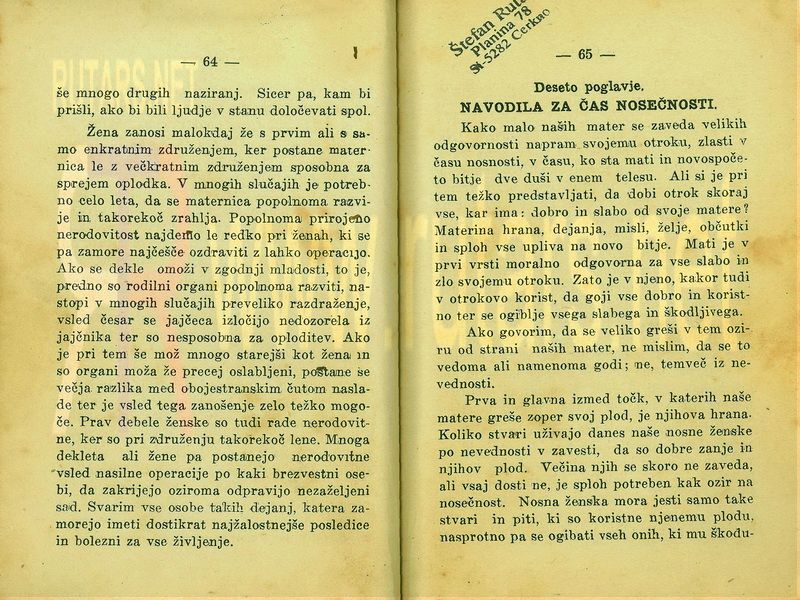 — 64 —
še mnogo drugih naziranj. Sicer pa, kam bi
prišli, ako bi bili ljudje v stanu določevati spol.
Žena zanosi malokdaj že s prvim ali s sa-
mo enkratnim združenjem, ker postane mater-
nica le z večkratnim združenjem sposobna za
sprejem oplodka. V mnogih slučajih je potreb-
no celo leta, da se maternica popolnoma razvi-
je in takorekoč zrahlja. Popolnoma prirojeno
nerodovitost najdemo le redko pri ženah, ki se
pa zamore najčešče ozdraviti z lahko operacijo.
Ako se dekle omoži v zgodnji mladosti, to je,
predno so rodilni organi popolnoma razviti, na-
stopi v mnogih slučajih preveliko razdraženje,
vsled česar se jajčeca izločijo nedozorela iz
jajčnika ter so nesposobna za oploditev. Ako
je pri tem še mož mnogo starejši kot žena in
so organi moža že precej oslabljeni, postane se
večja razlika med obojestranskim čutom nasla-
de ter je vsled tega zanošenje zelo težko mogo-
če. Prav debele ženske so tudi rade nerodovit-
ne, ker so pri združenju takorekoč lene. Mnoga
dekleta ali žene pa postanejo nerodovitne
vsled nasilne operacije po kaki brezvestni ose-
bi, da zakrijejo oziroma odpravijo nezaželjeni
sad. Svarim vse osobe takih dejanj, katera za-
morejo imeti dostikrat najžalostnejše posledice
in bolezni za vse življenje.
RUTARS.NET
Štefan Ruta
Planina 78
SI-5282 Cerkno
— 65 —
Deseto poglavje.
NAVODILA ZA ČAS NOSEČNOSTI.
Kako malo naših mater se zaveda velikih
odgovornosti napram svojemu otroku, zlasti v
času nosnosti, v času, ko sta mati in novospoče-
to bitje dve duši v enem telesu. Ali si je pri
tem težko predstavljati, da dobi otrok skoraj
vse, kar ima: dobro in slabo od svoje matere?
Materina hrana, dejanja, misli, želje, občutki
in sploh vse upliva na novo bitje. Mati je v
prvi vrsti moralno odgovorna za vse slabo in
zlo svojemu otroku. Zato je v njeno, kakor tudi
v otrokovo korist, da goji vse dobro in korist-
no ter se ogiblje vsega slabega in škodljivega.
Ako govorim, da se veliko greši v tem ozi-
ru od strani naših mater, ne mislim, da se to
vedoma ali namenoma godi; ne, temveč iz ne-
vednosti.
Prva in glavna izmed točk, v katerih naše
matere greše zoper svoj plod, je njihova hrana.
Koliko stvari uživajo danes naše nosne ženske
po nevednosti v zavesti, da so dobre zanje in
njihov plod. Večina njih se skoro ne zaveda,
ali vsaj dosti ne, je sploh potreben kak ozir na
nosečnost. Nosna ženska mora jesti samo take
stvari in piti, ki so koristne njenemu plodu,
nasprotno pa se ogibati vseh onih, ki mu škodu-